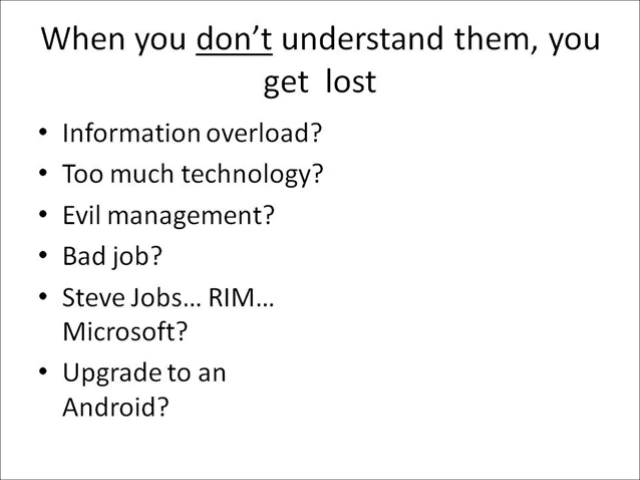 When you don't understand them, you
get lost
• Information overload?
• Too much technology?
• Evil management?
• Bad job?
• Steve Jobs... RIM...
Microsoft?
• Upgrade to an
Android?